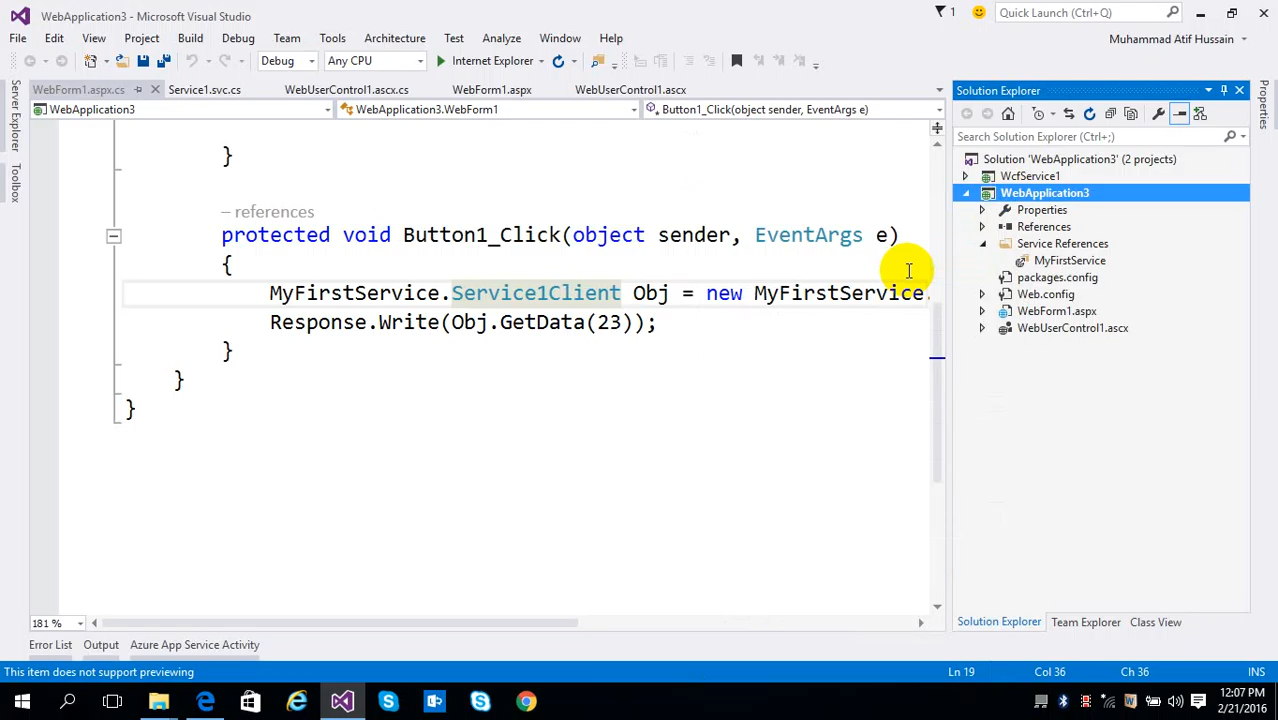 WebApplication3 - Microsoft Visual Studio
1
Quick Launch (Ctrl+Q)
File Edit View Project Build Debug Team Tools Architecture Test Analyze Window Help
Muhammad Atif Hussain
Debug Any CPU Internet Explorer
Server Explorer
Toolbox
WebForm1.aspx.cs Service1.svc.cs WebUserControl1.ascx.cs WebForm1.aspx WebUserControl1.ascx
WebApplication3 WebApplication3.WebForm1 Button1_Click(object sender, EventArgs e)
}
– references
protected void Button1_Click(object sender, EventArgs e)
{
MyFirstService.Service1Client Obj = new MyFirstService.
Response.Write(Obj.GetData(23));
}
}
}
181 %
Solution Explorer
Search Solution Explorer (Ctrl+;)
Solution 'WebApplication3' (2 projects)
WcfService1
WebApplication3
Properties
References
Service References
MyFirstService
packages.config
Web.config
WebForm1.aspx
WebUserControl1.ascx
Solution Explorer Team Explorer Class View
Properties
Error List Output Azure App Service Activity
This item does not support previewing Ln 19 Col 36 Ch 36 INS
12:07 PM
2/21/2016